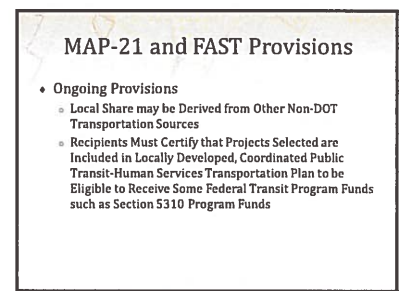 MAP-21 and FAST Provisions
♦ Ongoing Provisions
Local Share may be Derived from Other Non-DOT
Transportation Sources
Recipients Must Certify that Projects Selected are
Included in Locally Developed, Coordinated Public
Transit-Human Services Transportation Plan to be
Eligible to Receive Some Federal Transit Program Funds
such as Section 5310 Program Funds